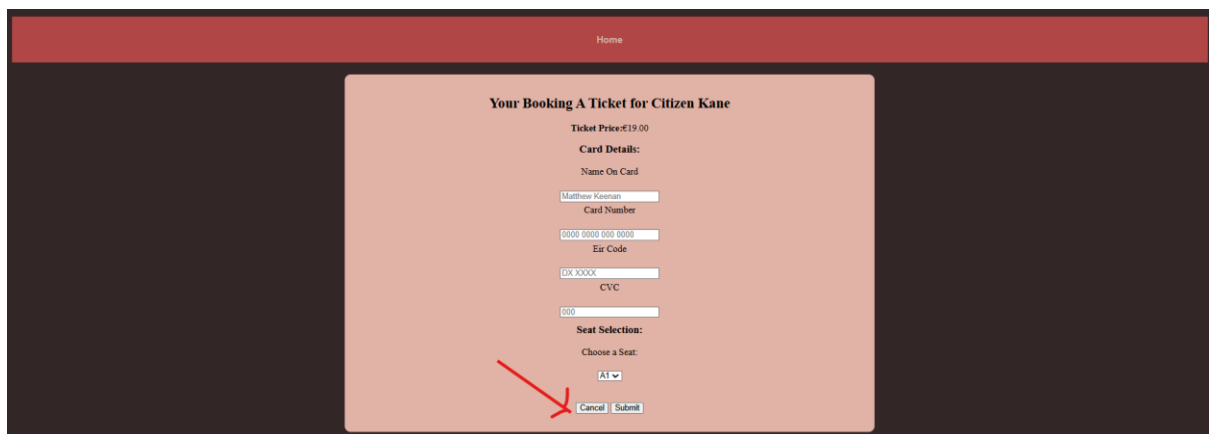 Home
Your Booking A Ticket for Citizen Kane
Ticket Price:€19.00
Card Details:
Name On Card
Matthew Keenan
Card Number
0000 0000 000 0000
Eir Code
DX XXXX
CVC
000
Seat Selection:
Choose a Seat:
A1
Cancel Submit